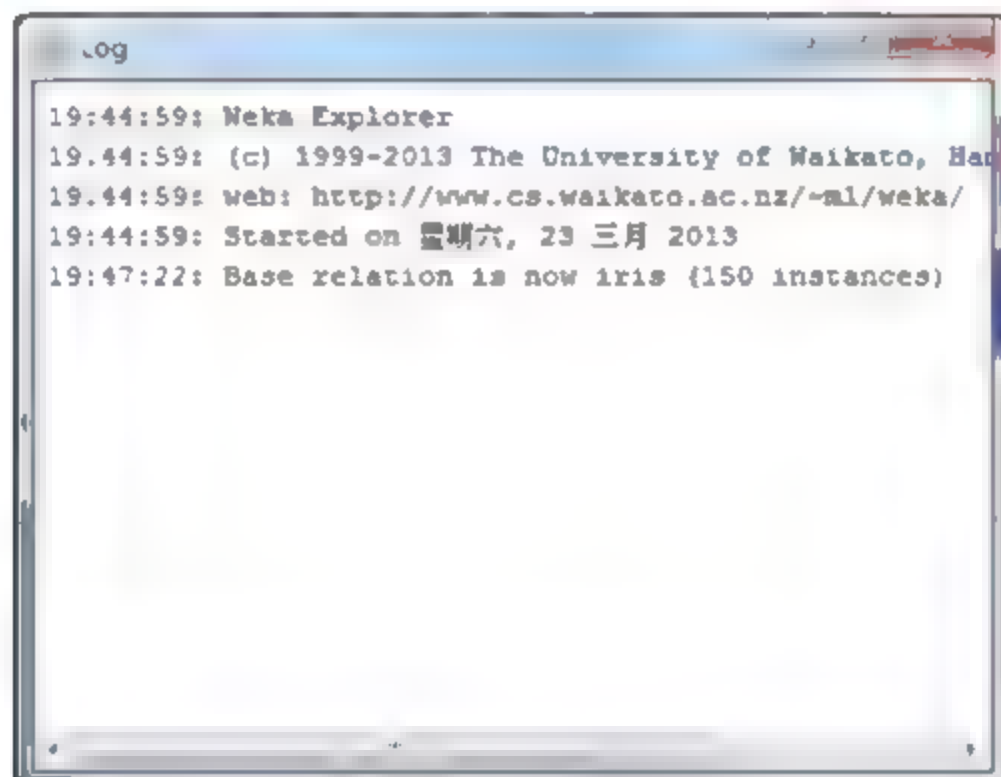 Log
19:44:59: Weka Explorer
19:44:59: (c) 1999-2013 The University of Waikato,
19:44:59: web: http://www.cs.waikato.ac.nz/~ml/weka/
19:44:59: Started on 星期六, 23 三月 2013
19:47:22: Base relation is now iris (150 instances)